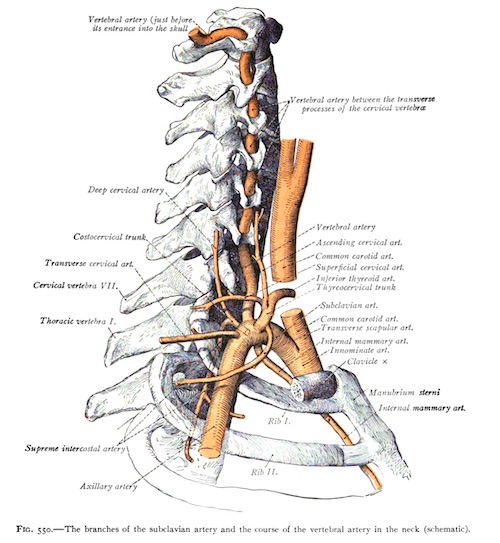 Vertebral artery (just before
its entrance into the skull
Vertebral artery between the transverse
processes of the cervical vertebræ
Deep cervical artery
Costocervical trunk
Transverse cervical art.
Cervical vertebra VII.
Thoracic vertebra I.
Vertebral artery
Ascending cervical art.
Common carotid art.
Superficial cervical art.
Inferior thyreoid art.
Thyreocervical trunk
Subclavian art.
Common carotid art.
Transverse scapular art.
Internal mammary art.
Innominate art.
Clavicle ×
Manubrium sterni
Internal mammary art.
Rib I.
Rib II.
Supreme intercostal artery
Axillary artery
FIG. 550.—The branches of the subclavian artery and the course of the vertebral artery in the neck (schematic).